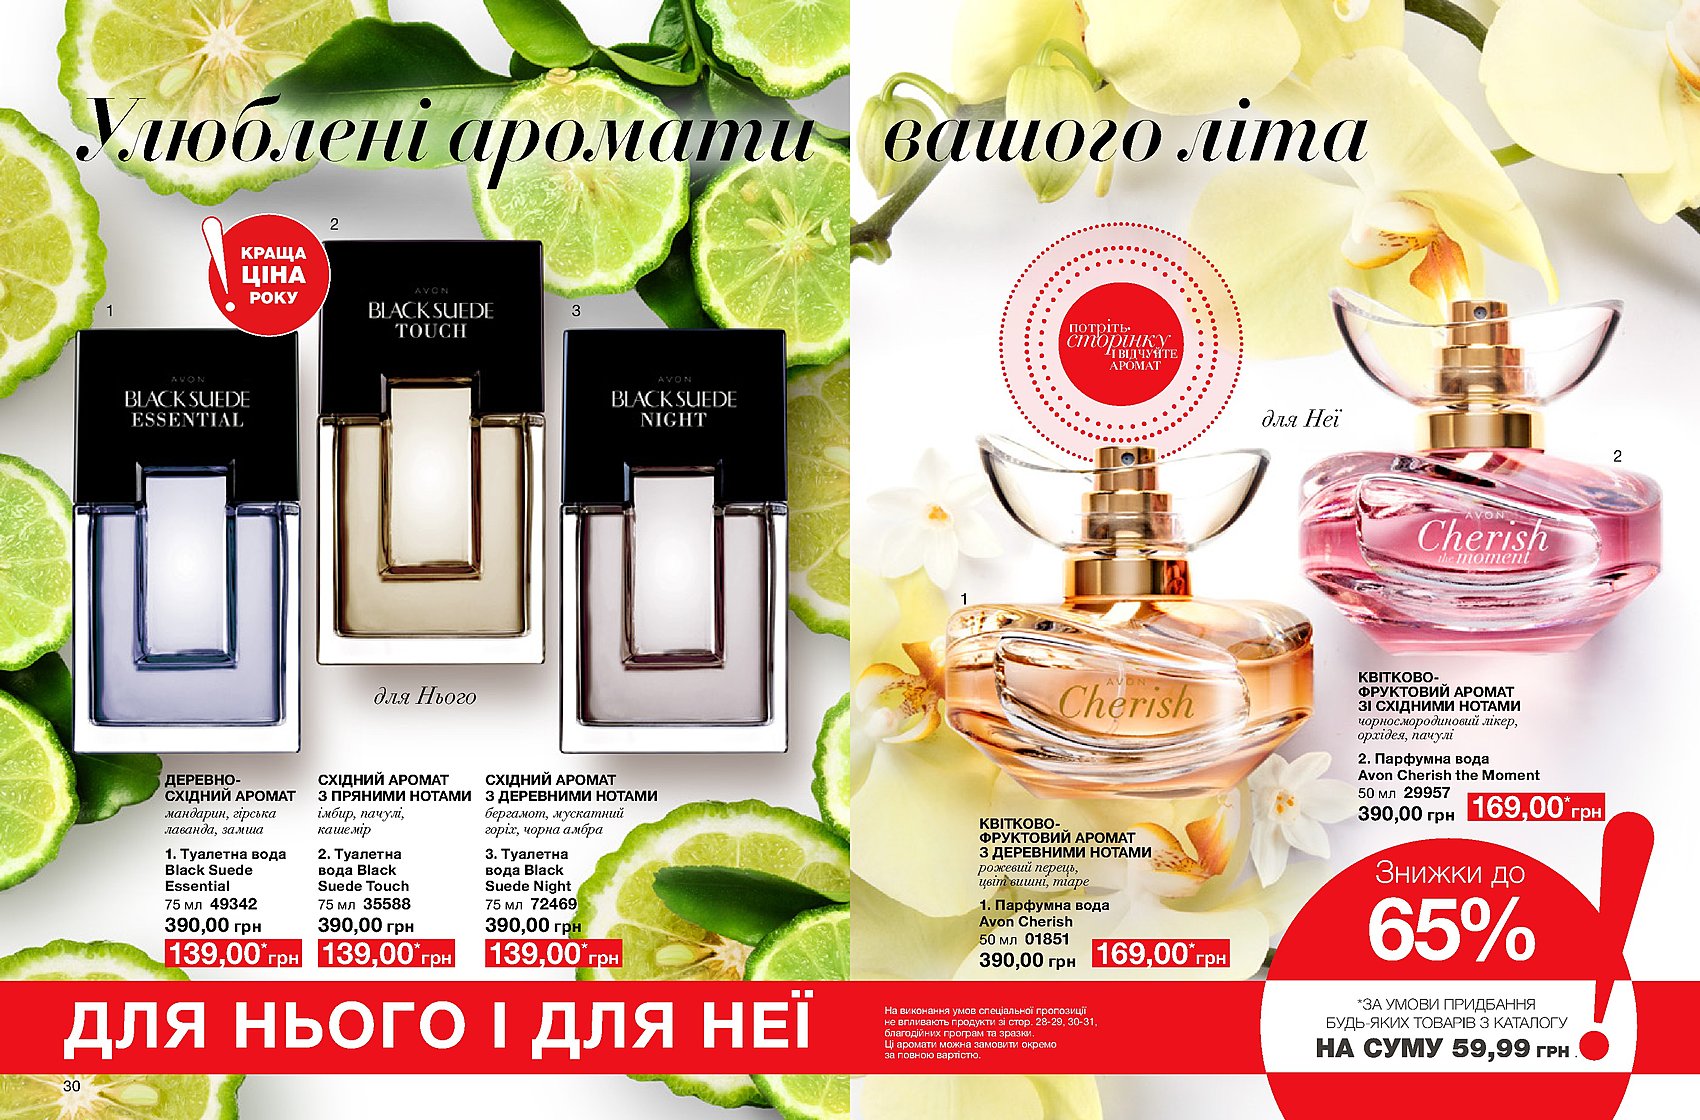 Улюблені аромати вашого літа
КРАЩА
ЦІНА
РОКУ
1
2
3
AVON
BLACK SUEDE
ESSENTIAL
AVON
BLACK SUEDE
TOUCH
AVON
BLACK SUEDE
NIGHT
для Нього
ДЕРЕВНО-
СХІДНИЙ АРОМАТ
мандарин, гірська
лаванда, замша
1. Туалетна вода
Black Suede
Essential
75 мл 49342
390,00 грн
139,00* грн
СХІДНИЙ АРОМАТ
З ПРЯНИМИ НОТАМИ
імбир, пачулі,
кашемір
2. Туалетна
вода Black
Suede Touch
75 мл 35588
390,00 грн
139,00* грн
СХІДНИЙ АРОМАТ
З ДЕРЕВНИМИ НОТАМИ
бергамот, мускатний
горіх, чорна амбра
3. Туалетна
вода Black
Suede Night
75 мл 72469
390,00 грн
139,00* грн
ДЛЯ НЬОГО І ДЛЯ НЕЇ
30
ПОТРІТЬ
сторінку
І ВІДЧУЙТЕ
АРОМАТ
для Неї
1
2
AVON
Cherish
AVON
Cherish
the moment
КВІТКОВО-
ФРУКТОВИЙ АРОМАТ
З ДЕРЕВНИМИ НОТАМИ
рожевий перець,
цвіт вишні, тіаре
1. Парфумна вода
Avon Cherish
50 мл 01851
390,00 грн
169,00* грн
КВІТКОВО-
ФРУКТОВИЙ АРОМАТ
ЗІ СХІДНИМИ НОТАМИ
чорносмородиновий лікер,
орхідея, пачулі
2. Парфумна вода
Avon Cherish the Moment
50 мл 29957
390,00 грн
169,00* грн
Знижки до
65%
*ЗА УМОВИ ПРИДБАННЯ
БУДЬ-ЯКИХ ТОВАРІВ З КАТАЛОГУ
НА СУМУ 59,99 ГРН.
На виконання умов спеціальної пропозиції
не впливають продукти зі стор. 28-29, 30-31,
благодійних програм та зразки.
Ці аромати можна замовити окремо
за повною вартістю.